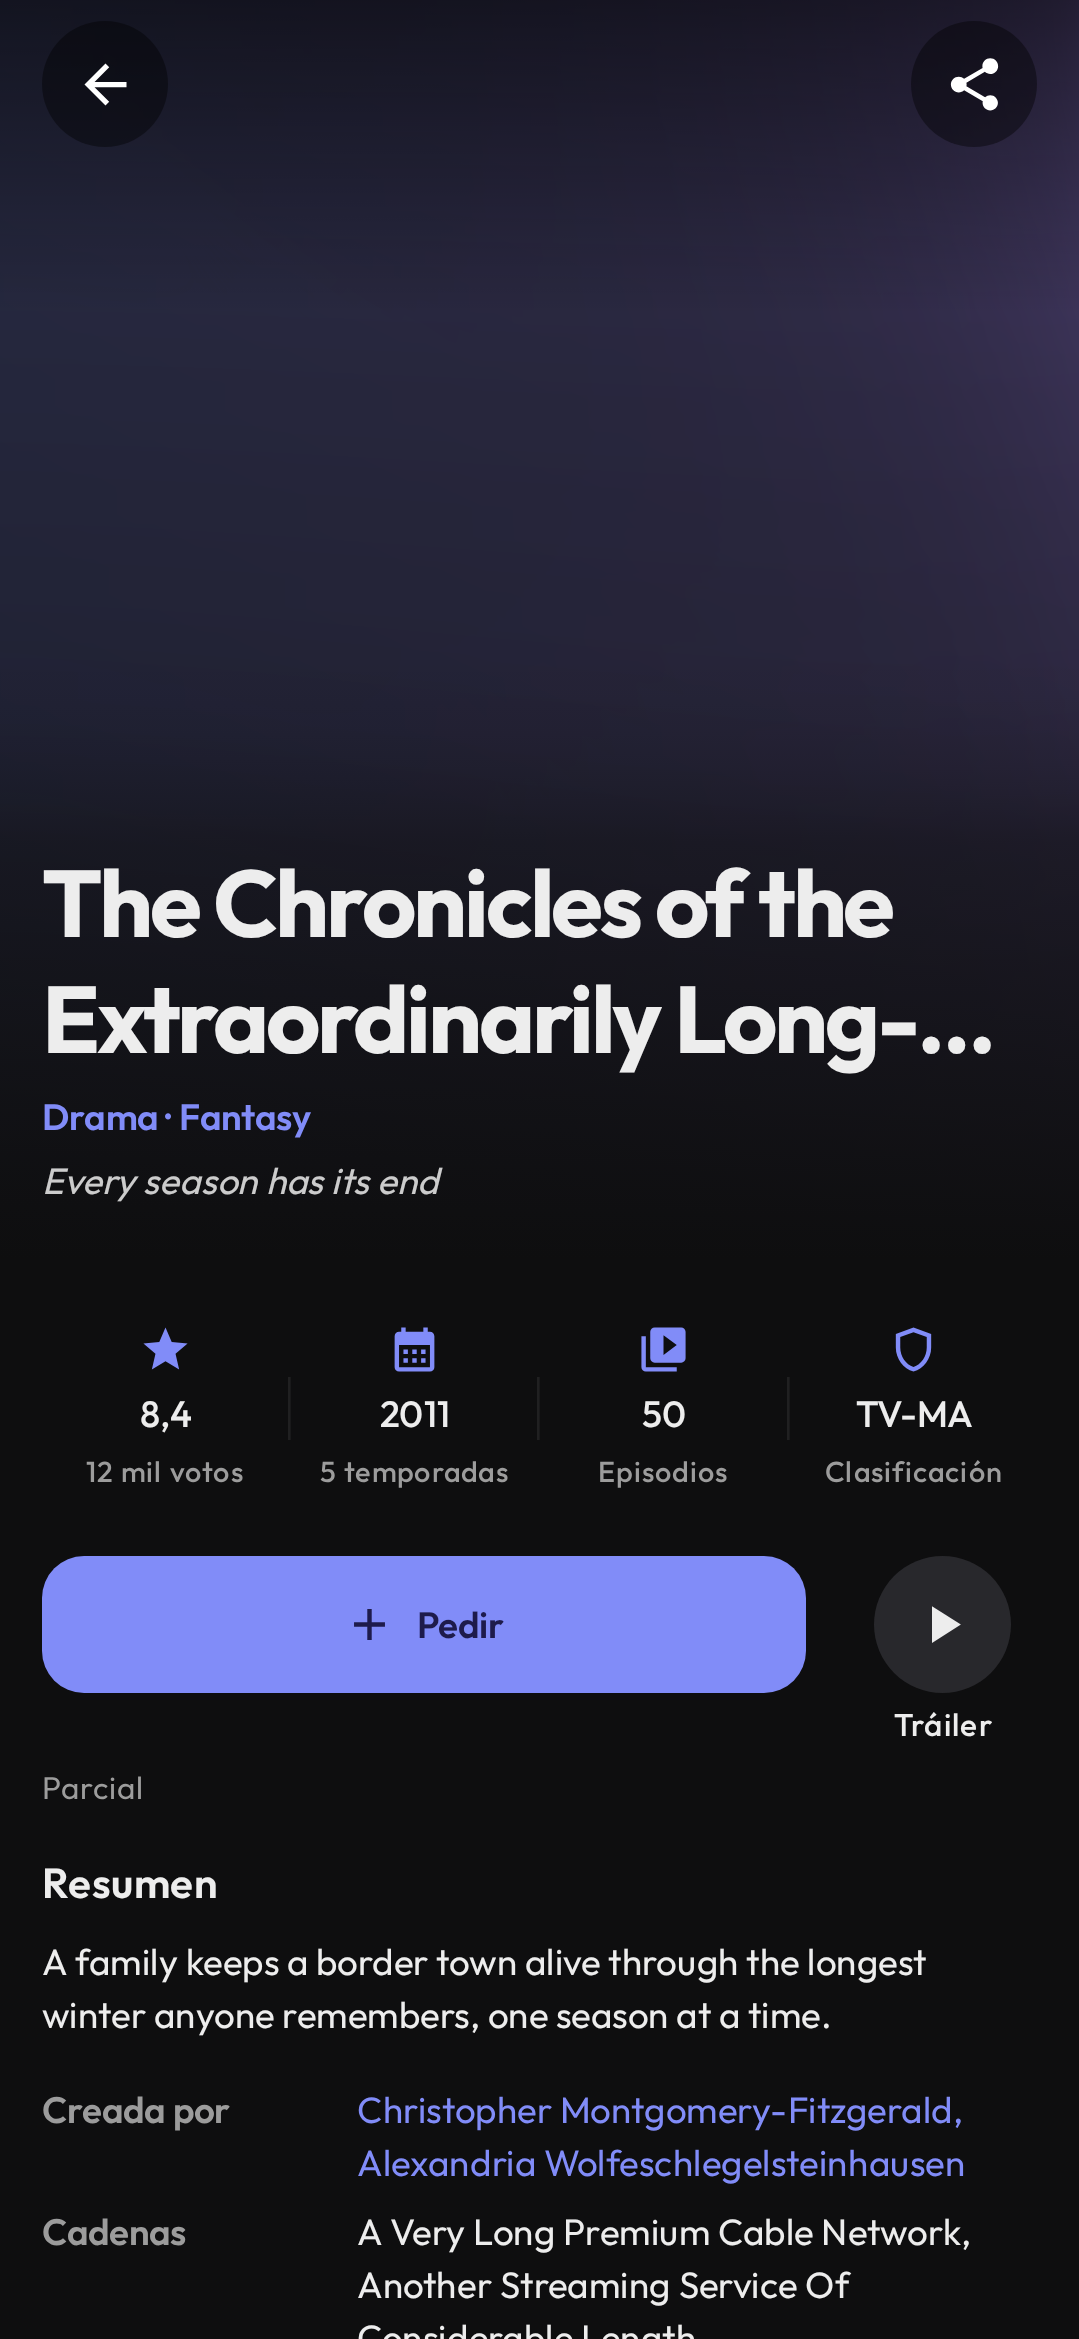 The Chronicles of the
Extraordinarily Long-...
Drama · Fantasy
Every season has its end
8,4
2011
50
TV-MA
12 mil votos
5 temporadas
Episodios
Clasificación
Pedir
Tráiler
Parcial
Resumen
A family keeps a border town alive through the longest
winter anyone remembers, one season at a time.
Creada por
Christopher Montgomery-Fitzgerald,
Alexandria Wolfeschlegelsteinhausen
Cadenas
A Very Long Premium Cable Network,
Another Streaming Service Of
Considerable Length